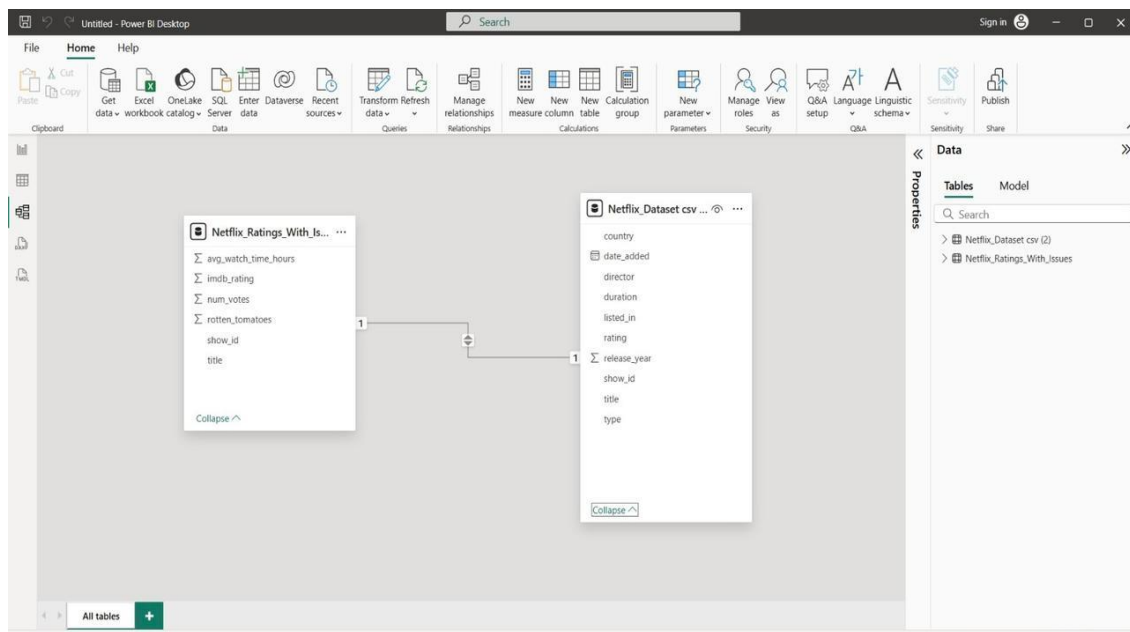 Untitled - Power BI Desktop
Search
Sign in
File Home Help
Paste
Cut
Copy
Get data
Excel workbook
OneLake catalog
SQL Server
Enter data
Dataverse
Recent sources
Transform data
Refresh
Manage relationships
New measure
New column
New table
Calculation group
New parameter
Manage roles
View as
Q&A setup
Language
Linguistic schema
Sensitivity
Publish
Clipboard
Data
Queries
Relationships
Calculations
Parameters
Security
Q&A
Sensitivity
Share
Netflix_Ratings_With_Is...
avg_watch_time_hours
imdb_rating
num_votes
rotten_tomatoes
show_id
title
Collapse
1
1
Netflix_Dataset csv ...
country
date_added
director
duration
listed_in
rating
release_year
show_id
title
type
Collapse
Properties
Data
Tables Model
Search
Netflix_Dataset csv (2)
Netflix_Ratings_With_Issues
All tables